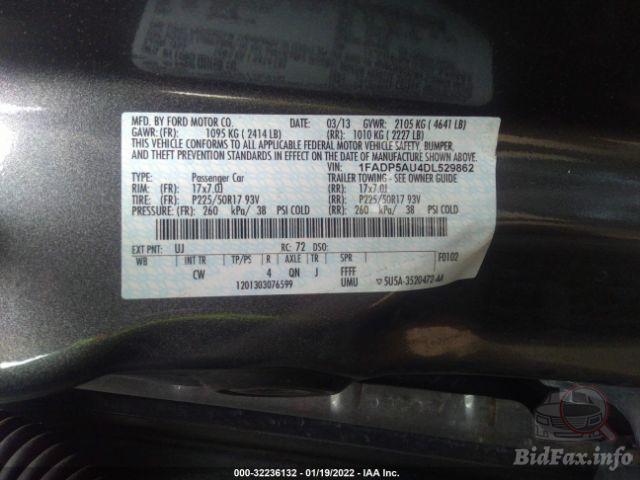 MFD. BY FORD MOTOR CO. DATE: 03/13 GVWR: 2105 KG ( 4641 LB)
GAWR: (FR): 1095 KG ( 2414 LB) (RR): 1010 KG ( 2227 LB)
THIS VEHICLE CONFORMS TO ALL APPLICABLE FEDERAL MOTOR VEHICLE SAFETY, BUMPER,
AND THEFT PREVENTION STANDARDS IN EFFECT ON THE DATE OF MANUFACTURE SHOWN ABOVE.
VIN: 1FADP5AU4DL529862
TYPE: Passenger Car TRAILER TOWING - SEE OWNER GUIDE
RIM: (FR): 17x7.0J (RR): 17x7.0J
TIRE: (FR): P225/50R17 93V (RR): P225/50R17 93V
PRESSURE: (FR): 260 kPa/ 38 PSI COLD (RR): 260 kPa/ 38 PSI COLD
EXT PNT: UJ RC: 72 DSO: F0102
WB INT TR TP/PS R AXLE TR SPR
CW 4 QN J FFFF
1201303076599 UMU 5U5A-3520472-AA
BidFax.info
000-32236132 - 01/19/2022 - IAA Inc.